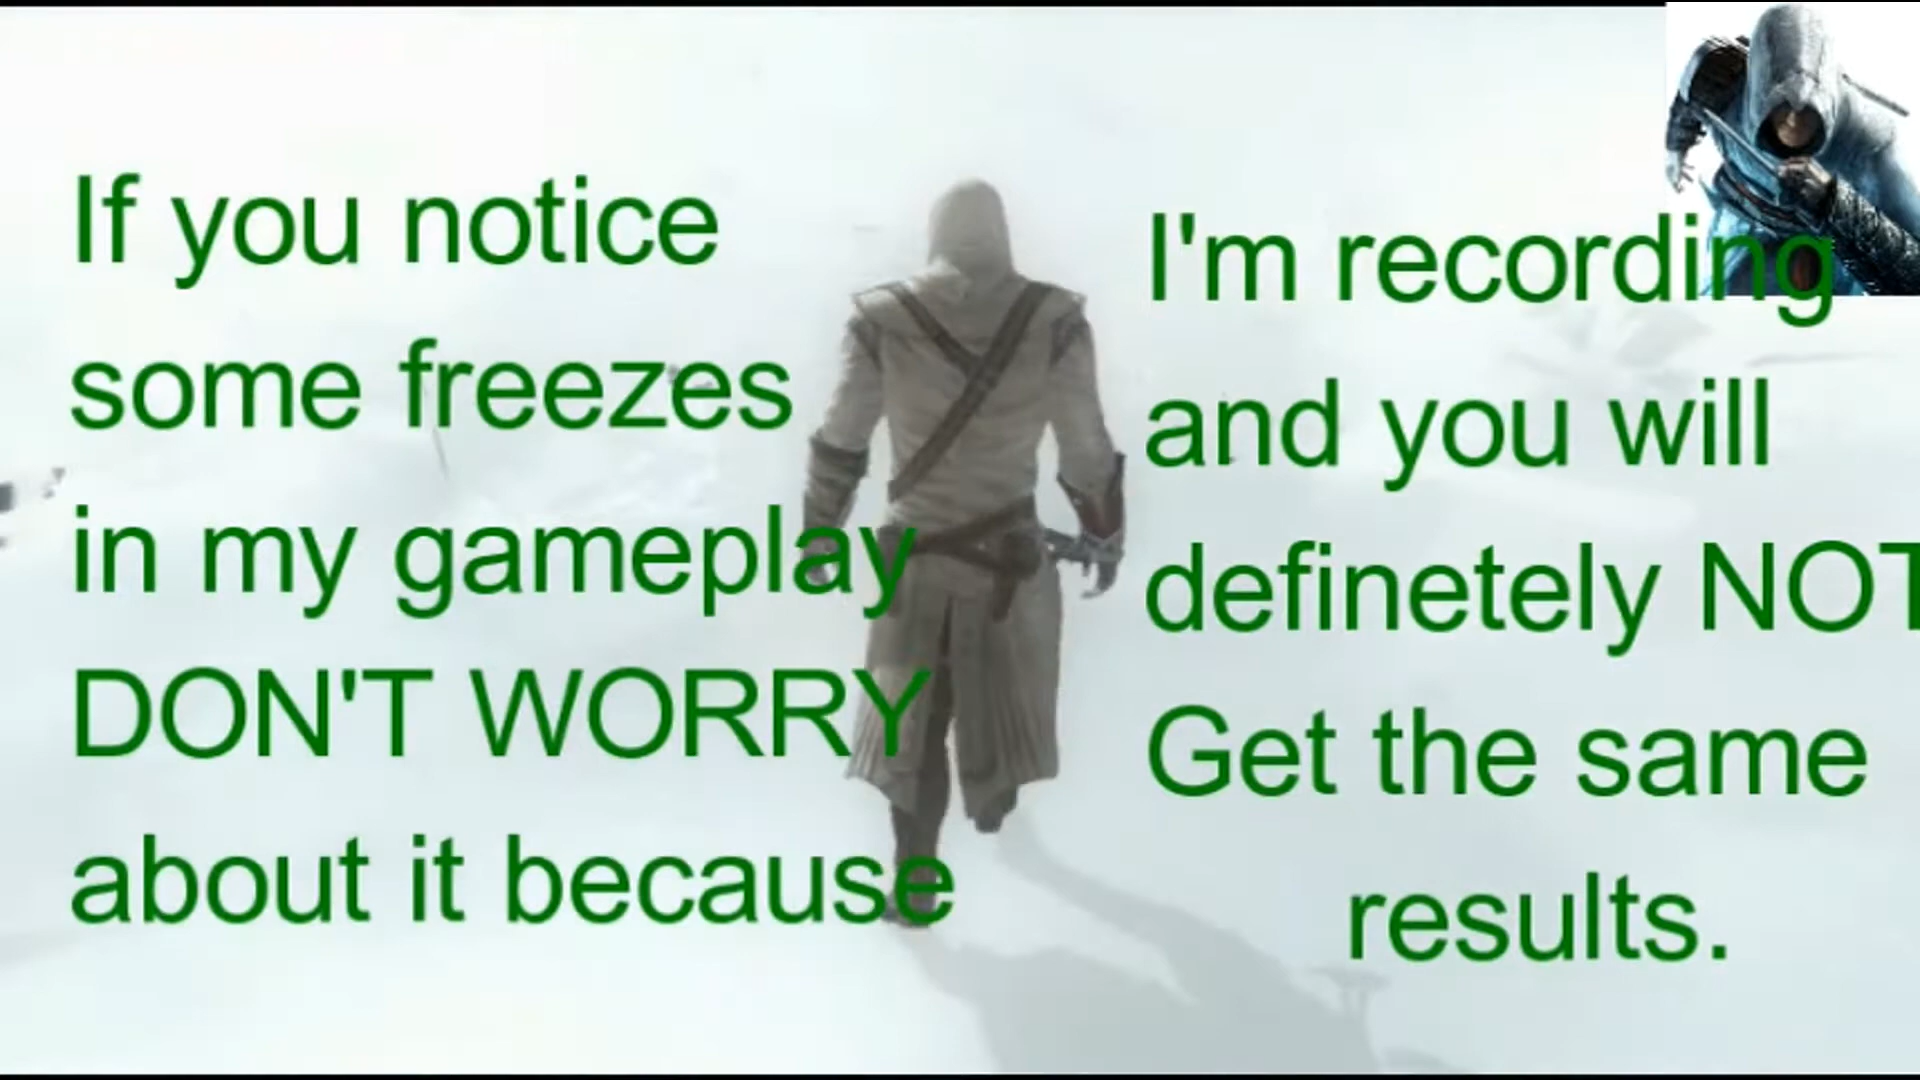 If you notice
some freezes
in my gameplay
DON'T WORRY
about it because
I'm recording
and you will
definetely NOT
Get the same
results.